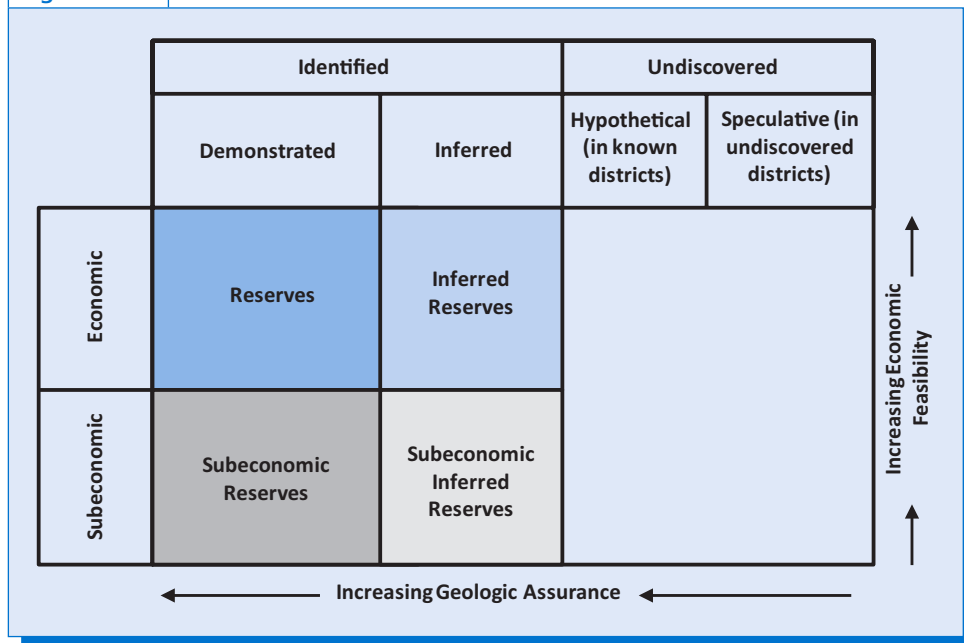 Identified
Undiscovered
Demonstrated
Inferred
Hypothetical
(in known
districts)
Speculative (in
undiscovered
districts)
Economic
Reserves
Inferred
Reserves
Subeconomic
Subeconomic
Reserves
Subeconomic
Inferred
Reserves
Increasing Economic
Feasibility
Increasing Geologic Assurance